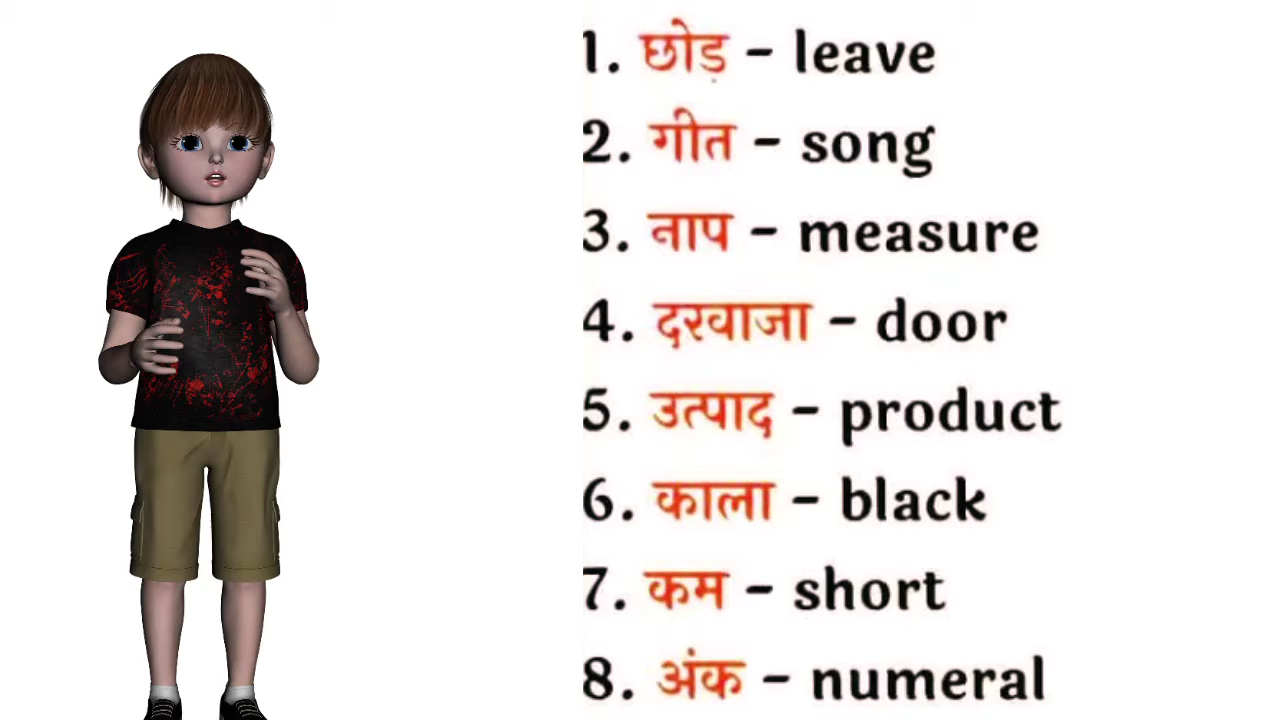 1. छोड़ – leave
2. गीत – song
3. नाप – measure
4. दरवाजा – door
5. उत्पाद – product
6. काला – black
7. कम – short
8. अंक – numeral